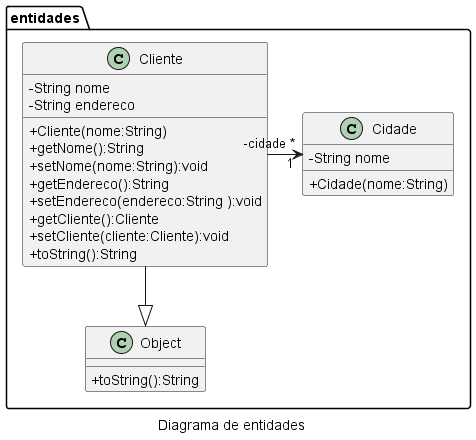 entidades
C Cliente
-String nome
-String endereco
+Cliente(nome:String)
+getNome():String
+setNome(nome:String):void
+getEndereco():String
+setEndereco(endereco:String ):void
+getCliente():Cliente
+setCliente(cliente:Cliente):void
+toString():String
-cidade *
1
C Cidade
-String nome
+Cidade(nome:String)
C Object
+toString():String
Diagrama de entidades